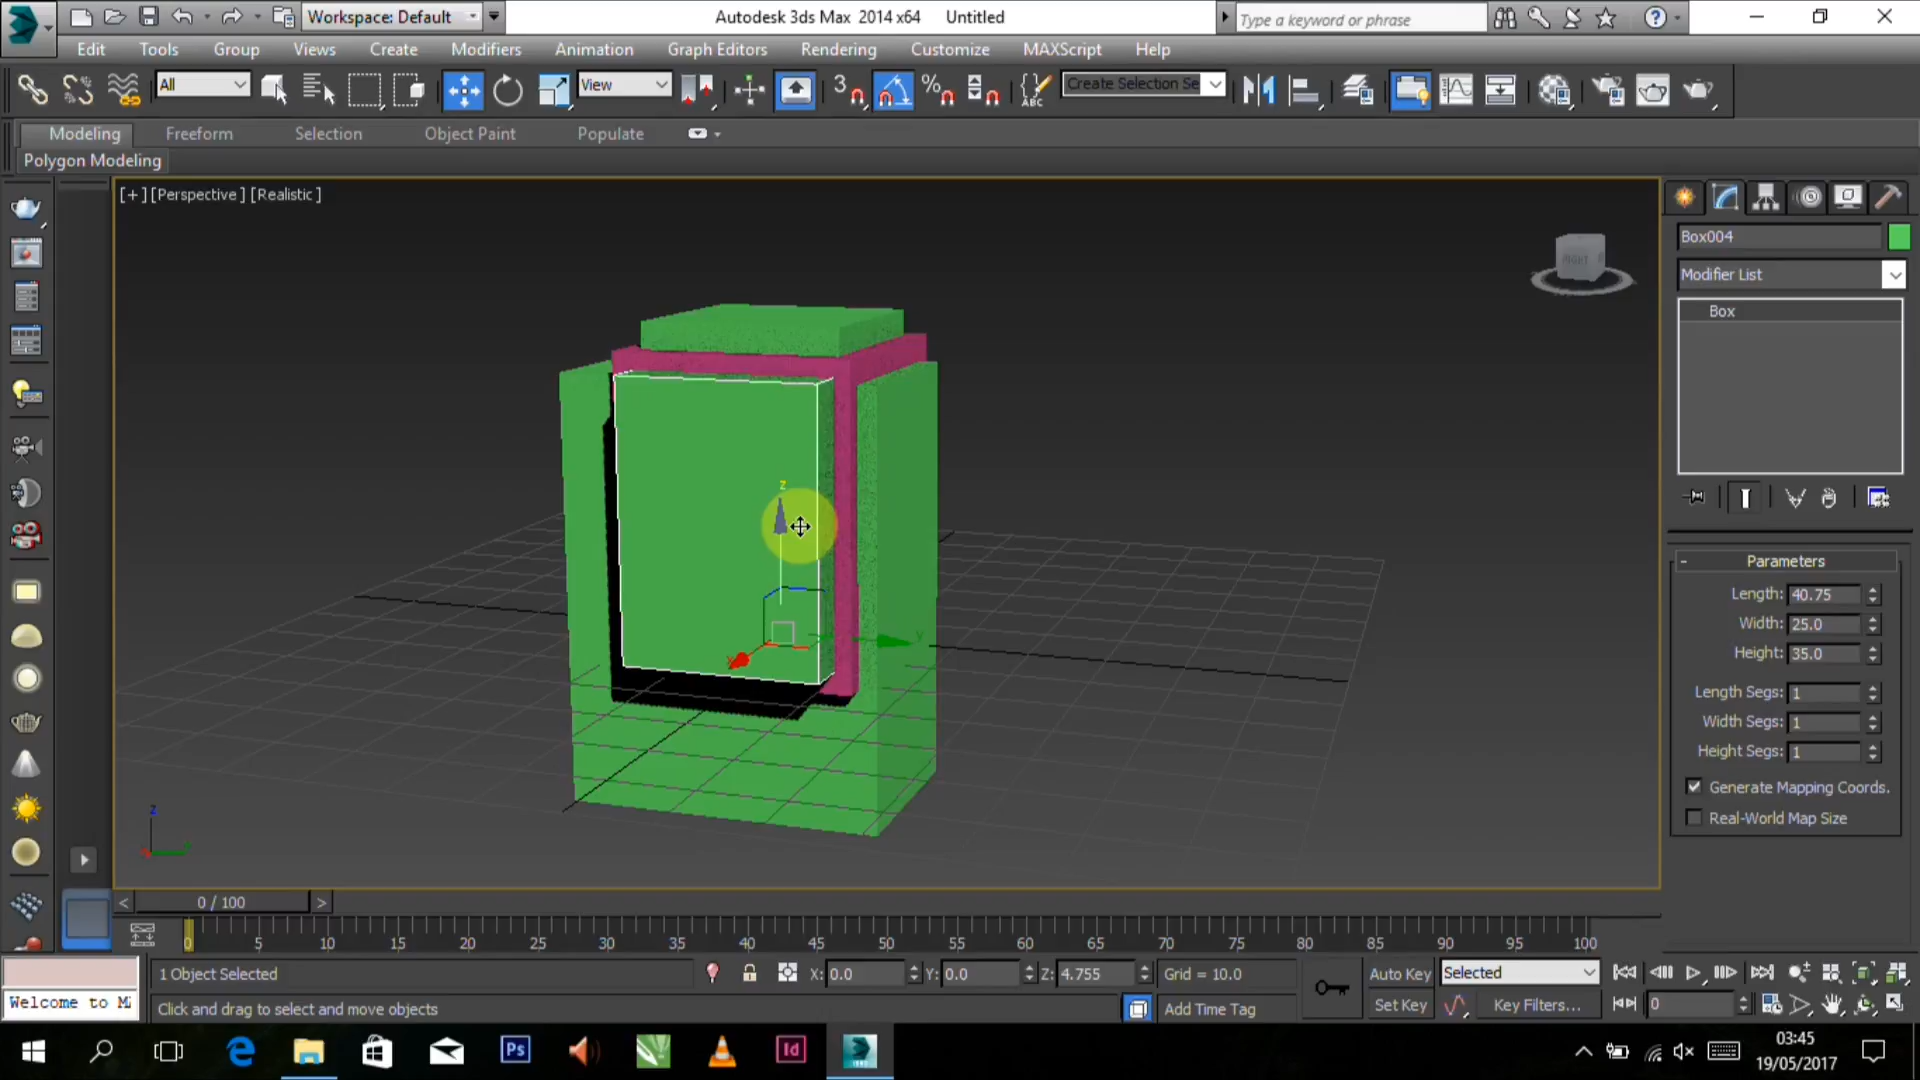 Workspace: Default
Autodesk 3ds Max 2014 x64 Untitled
Type a keyword or phrase
Edit Tools Group Views Create Modifiers Animation Graph Editors Rendering Customize MAXScript Help
All
View
3
%
ABC
Create Selection Se
Modeling Freeform Selection Object Paint Populate
Polygon Modeling
[+][Perspective][Realistic]
RIGHT
Box004
Modifier List
Box
z
x
y
z
- Parameters
Length: 40.75
Width: 25.0
Height: 35.0
Length Segs: 1
Width Segs: 1
Height Segs: 1
Generate Mapping Coords.
Real-World Map Size
< 0 / 100 >
0 5 10 15 20 25 30 35 40 45 50 55 60 65 70 75 80 85 90 95 100
1 Object Selected
X: 0.0 Y: 0.0 Z: 4.755 Grid = 10.0
Auto Key Selected
Welcome to M
Click and drag to select and move objects
Add Time Tag
Set Key Key Filters... 0
Ps
Id
03:45
19/05/2017